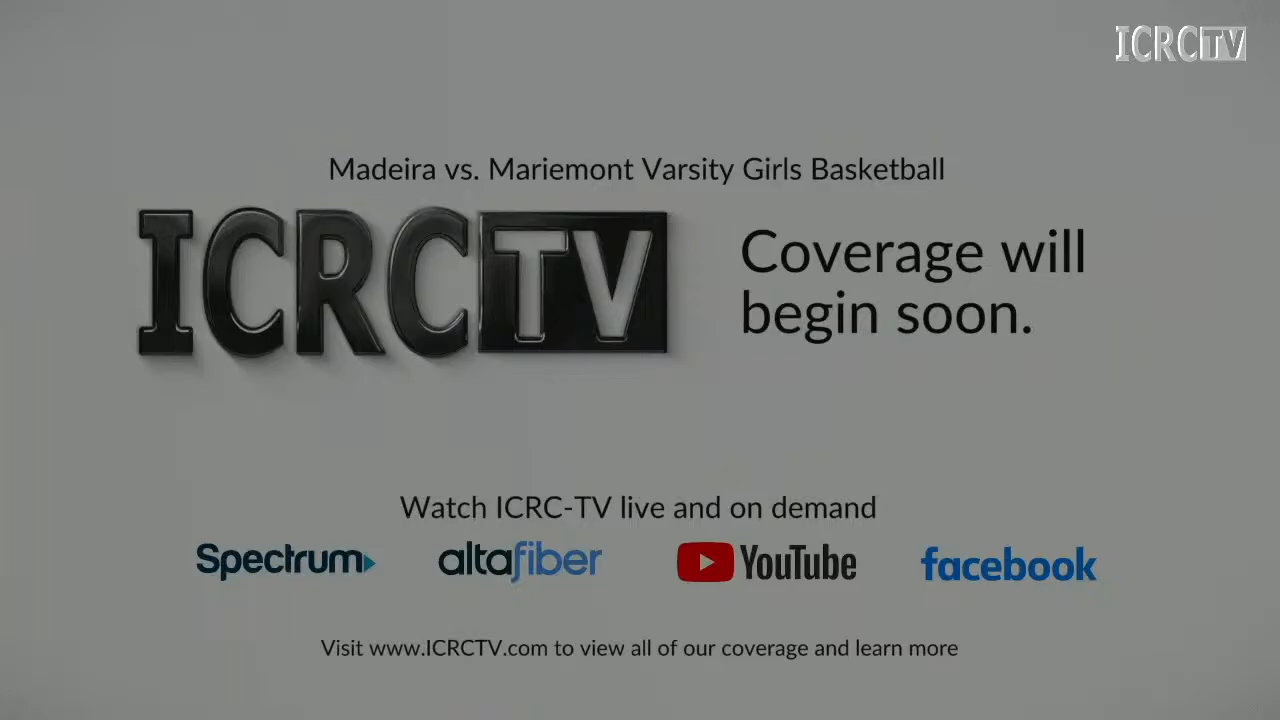 ICRCTV
Madeira vs. Mariemont Varsity Girls Basketball
ICRCTV
Coverage will
begin soon.
Watch ICRC-TV live and on demand
Spectrum altafiber YouTube facebook
Visit www.ICRCTV.com to view all of our coverage and learn more